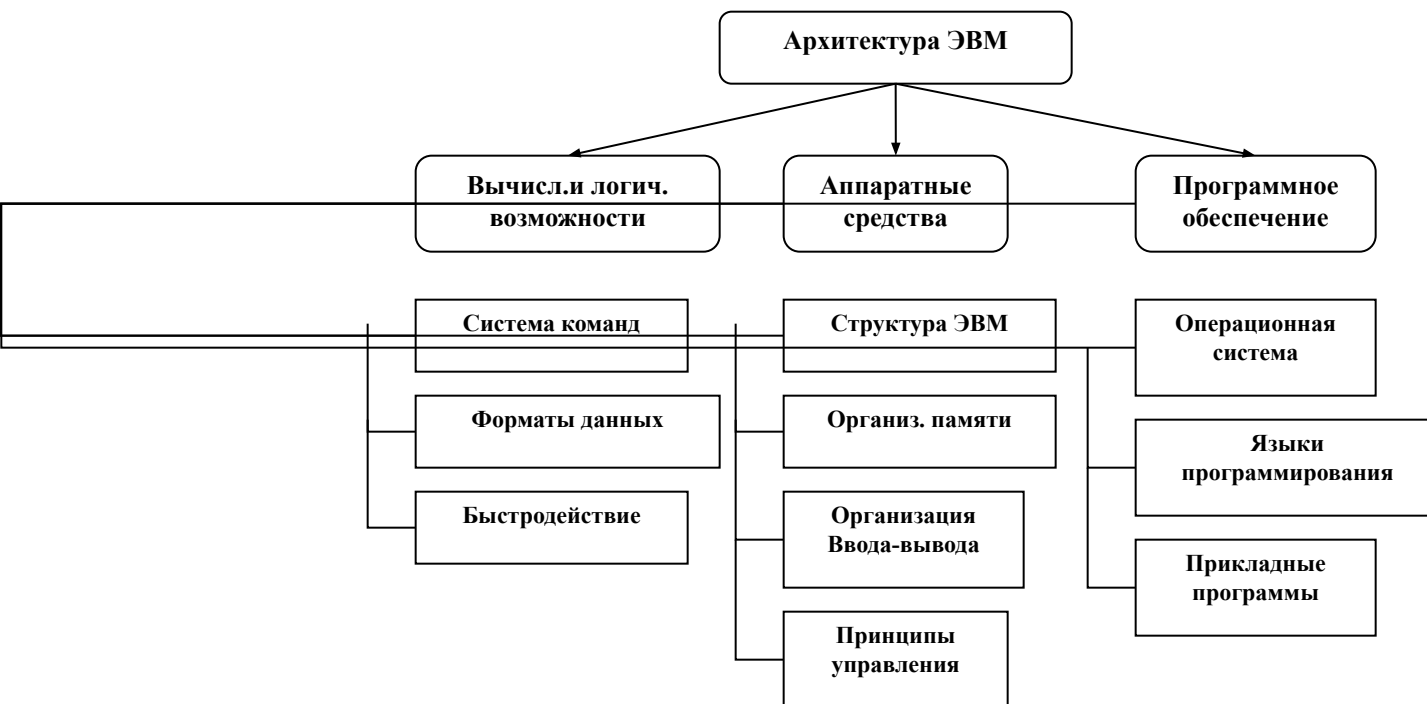 Архитектура ЭВМ
Вычисл.и логич.
возможности
Аппаратные
средства
Программное
обеспечение
Система команд
Форматы данных
Быстродействие
Структура ЭВМ
Организ. памяти
Организация
Ввода-вывода
Принципы
управления
Операционная
система
Языки
программирования
Прикладные
программы